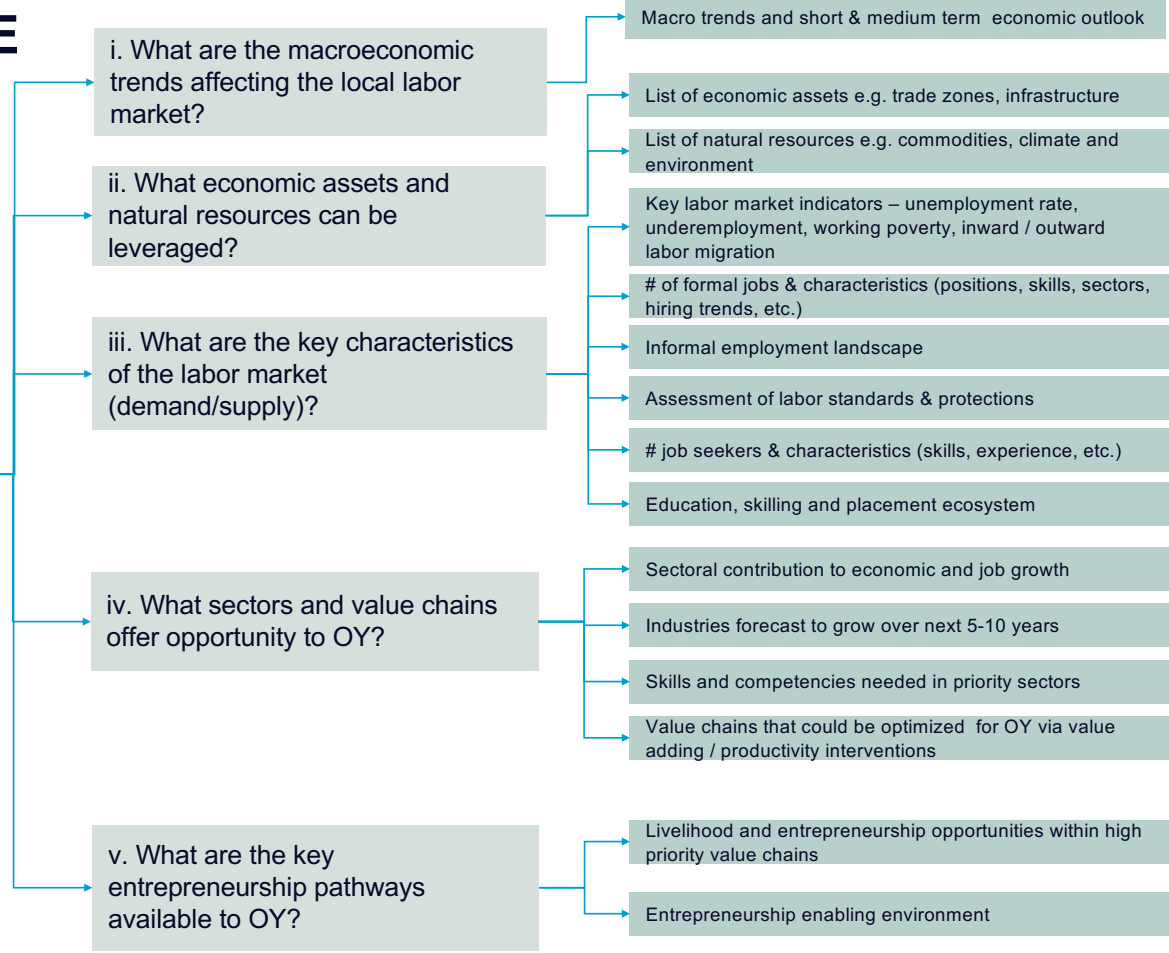 E
i. What are the macroeconomic
trends affecting the local labor
market?
Macro trends and short & medium term  economic outlook
ii. What economic assets and
natural resources can be
leveraged?
List of economic assets e.g. trade zones, infrastructure
List of natural resources e.g. commodities, climate and
environment
iii. What are the key characteristics
of the labor market
(demand/supply)?
Key labor market indicators – unemployment rate,
underemployment, working poverty, inward / outward
labor migration
# of formal jobs & characteristics (positions, skills, sectors,
hiring trends, etc.)
Informal employment landscape
Assessment of labor standards & protections
# job seekers & characteristics (skills, experience, etc.)
Education, skilling and placement ecosystem
iv. What sectors and value chains
offer opportunity to OY?
Sectoral contribution to economic and job growth
Industries forecast to grow over next 5-10 years
Skills and competencies needed in priority sectors
Value chains that could be optimized  for OY via value
adding / productivity interventions
v. What are the key
entrepreneurship pathways
available to OY?
Livelihood and entrepreneurship opportunities within high
priority value chains
Entrepreneurship enabling environment